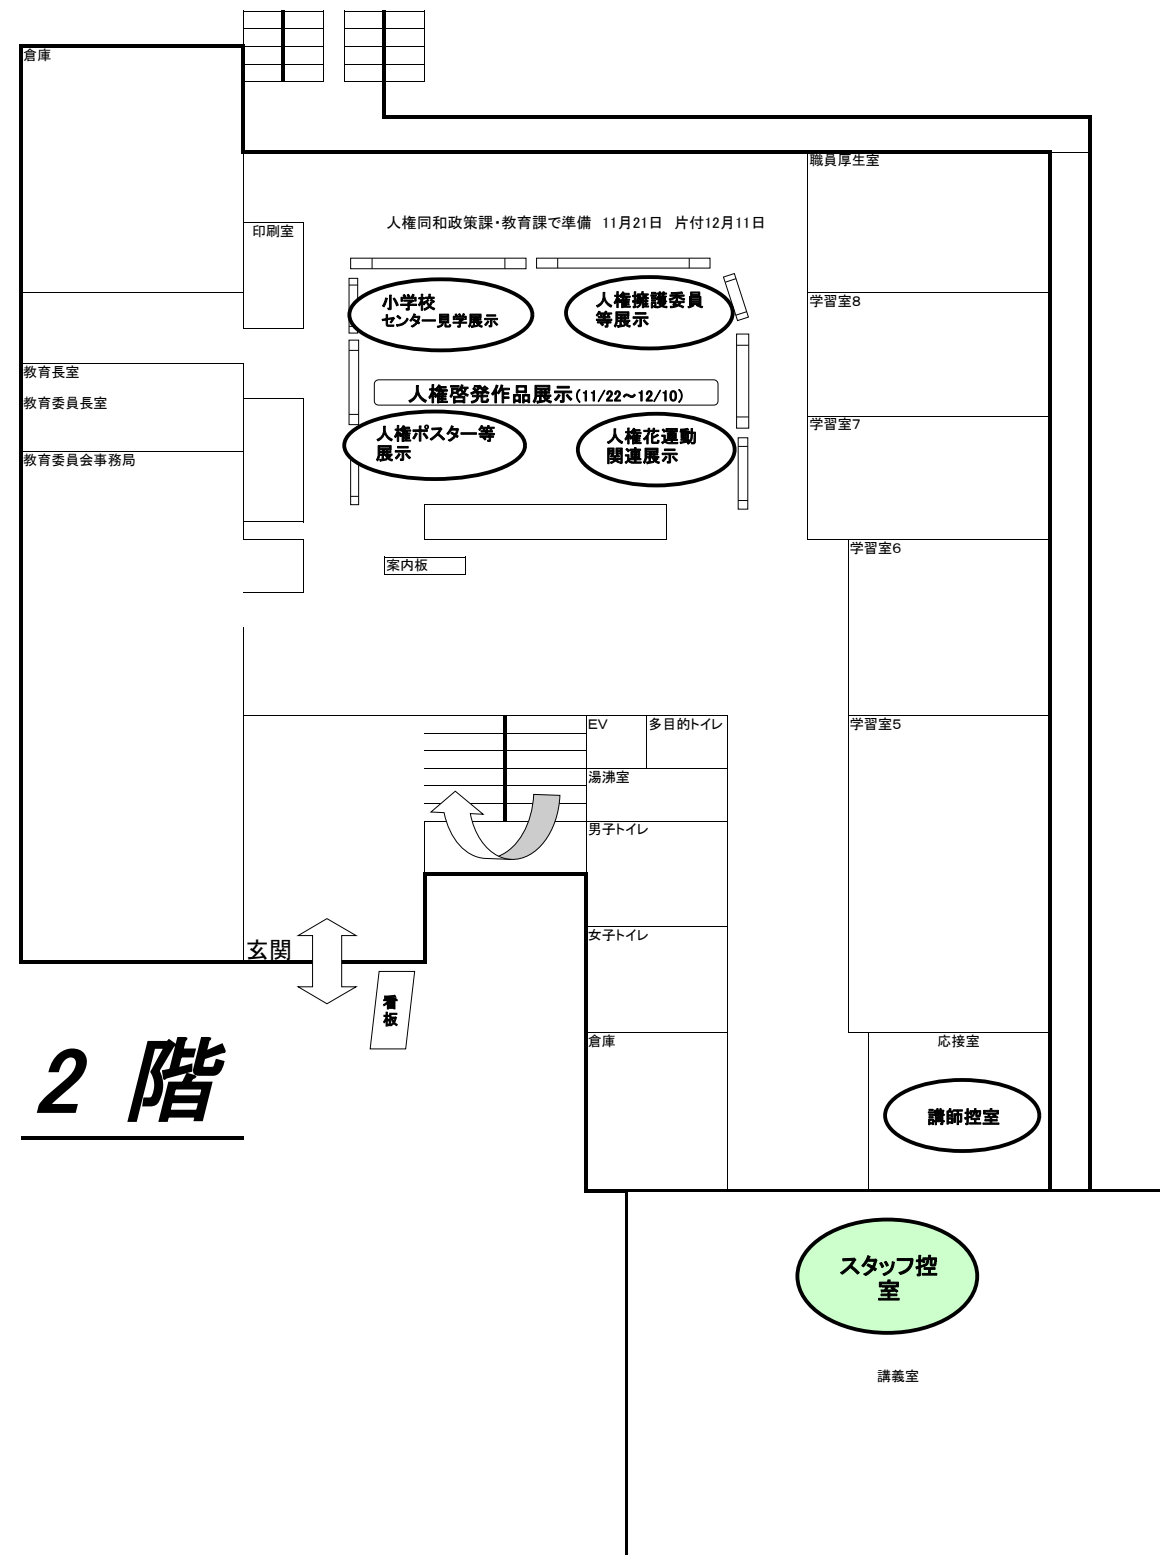 倉庫
職員厚生室
人権同和政策課・教育課で準備　11月21日　片付12月11日
印刷室
小学校
センター見学展示
人権擁護委員
等展示
学習室8
教育長室
教育委員長室
人権啓発作品展示（11/22～12/10）
人権ポスター等
展示
人権花運動
関連展示
学習室7
教育委員会事務局
学習室6
案内板
EV
多目的トイレ
学習室5
湯沸室
男子トイレ
女子トイレ
玄関
看
板
2 階
倉庫
応接室
講師控室
スタッフ控
室
講義室